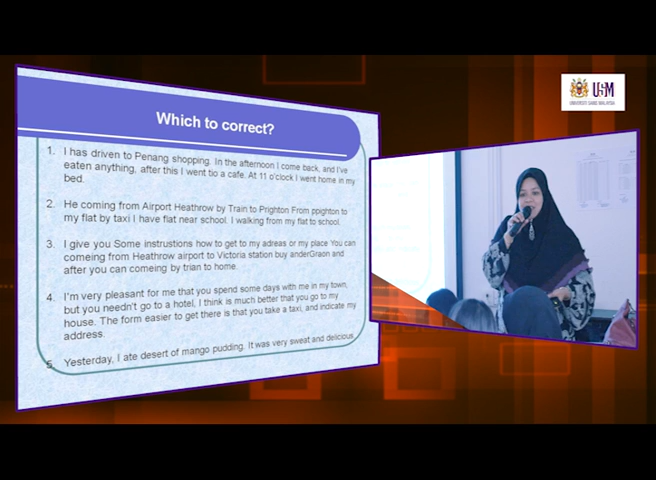 USM
UNIVERSITI SAINS MALAYSIA
Which to correct?
1. I has driven to Penang shopping. In the afternoon I come back, and I've
eaten anything, after this I went tio a cafe. At 11 o'clock I went home in my
bed.
2. He coming from Airport Heathrow by Train to Prighton From ppighton to
my flat by taxi I have flat near school. I walking from my flat to school.
3. I give you Some instrustions how to get to my adreas or my place You can
comeing from Heathrow airport to Victoria station buy anderGraon and
after you can comeing by trian to home.
4. I'm very pleasant for me that you spend some days with me in my town,
but you needn't go to a hotel, I think is much better that you go to my
house. The form easier to get there is that you take a taxi, and indicate my
address.
5. Yesterday, I ate desert of mango pudding. It was very sweat and delicious.